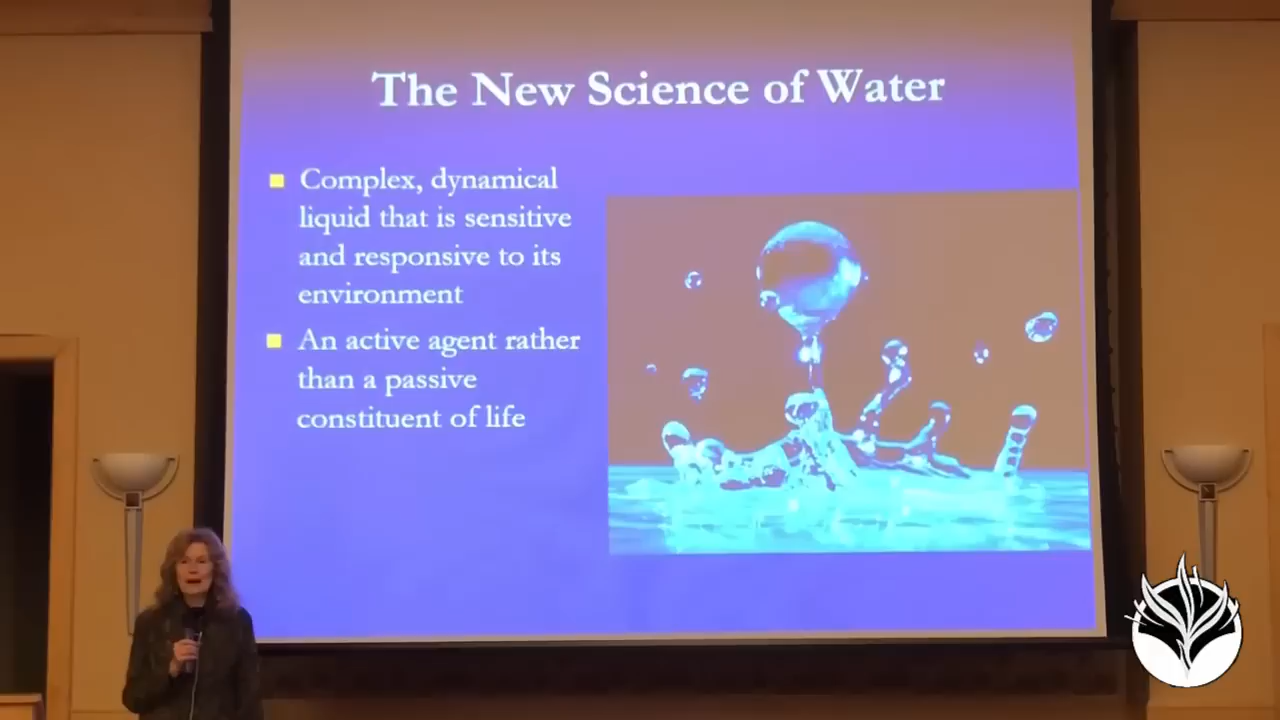 The New Science of Water
Complex, dynamical
liquid that is sensitive
and responsive to its
environment
An active agent rather
than a passive
constituent of life